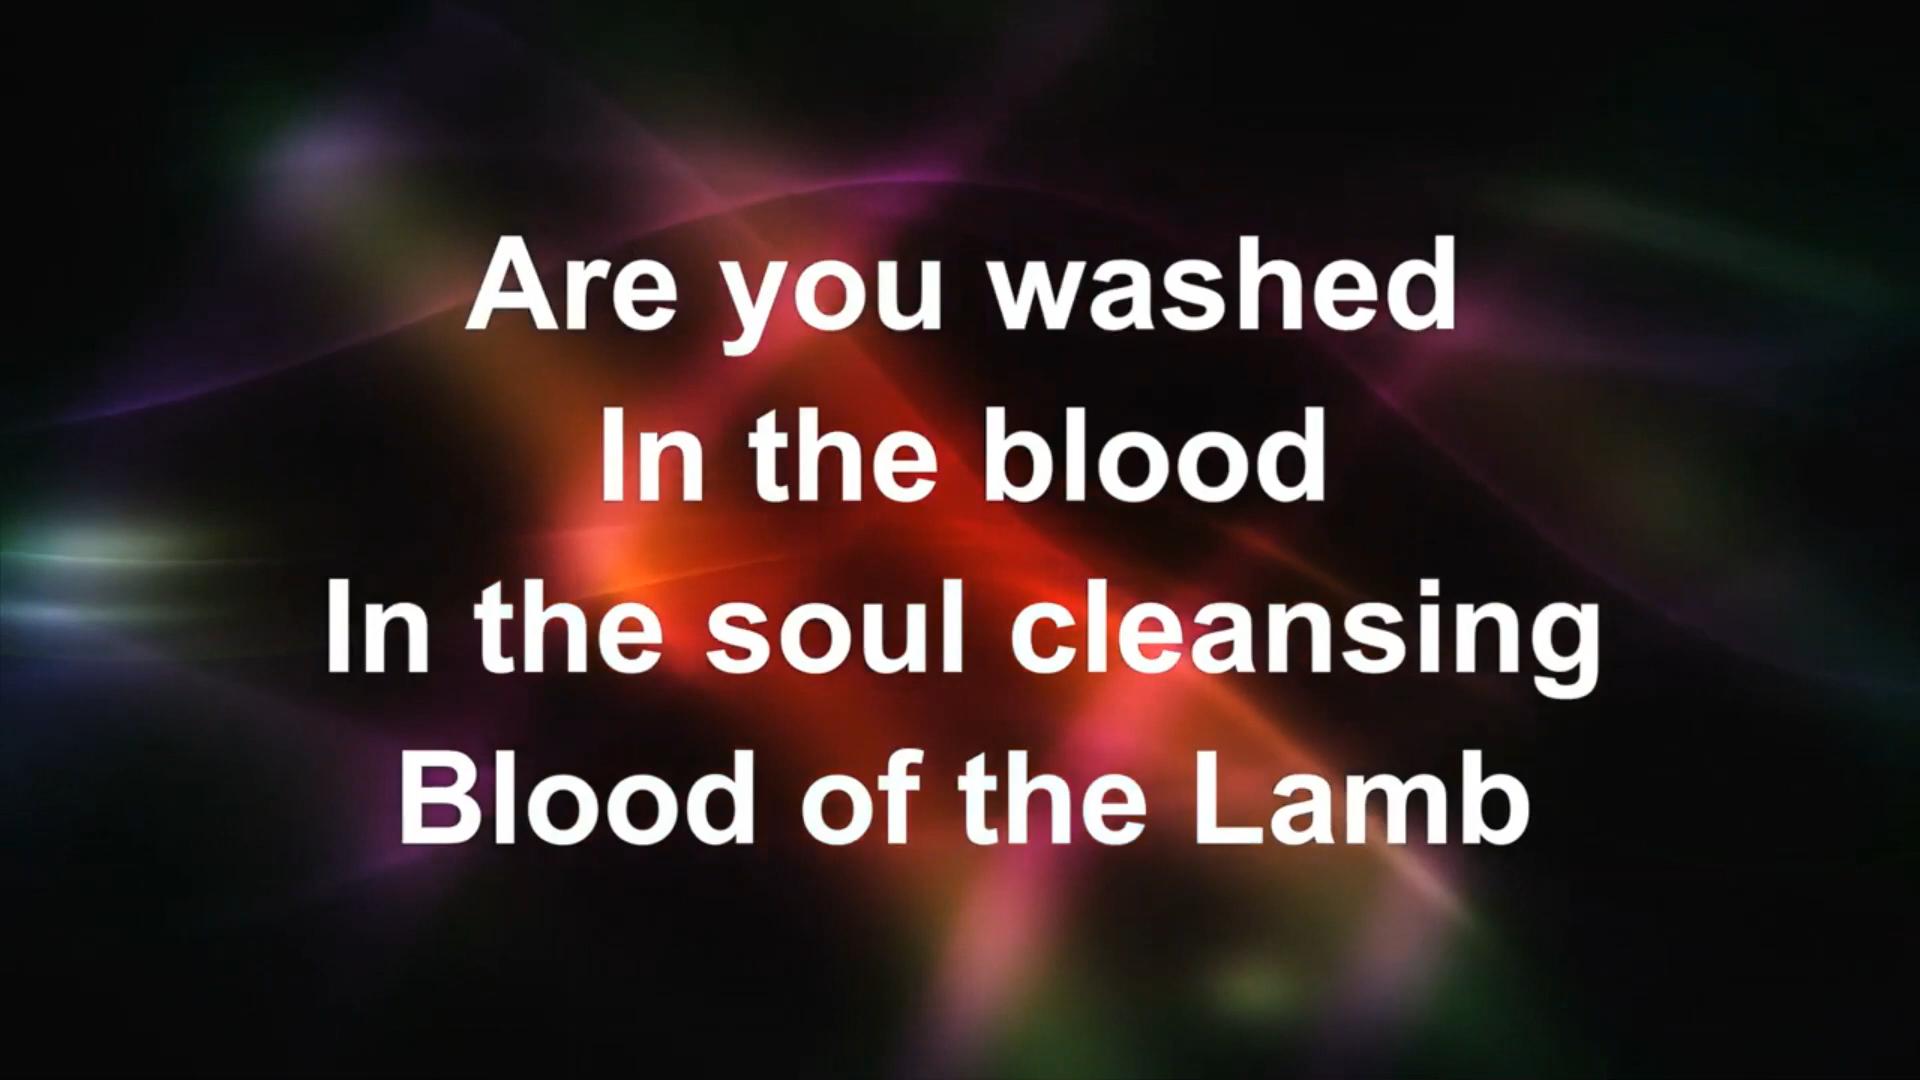 Are you washed
In the blood
In the soul cleansing
Blood of the Lamb